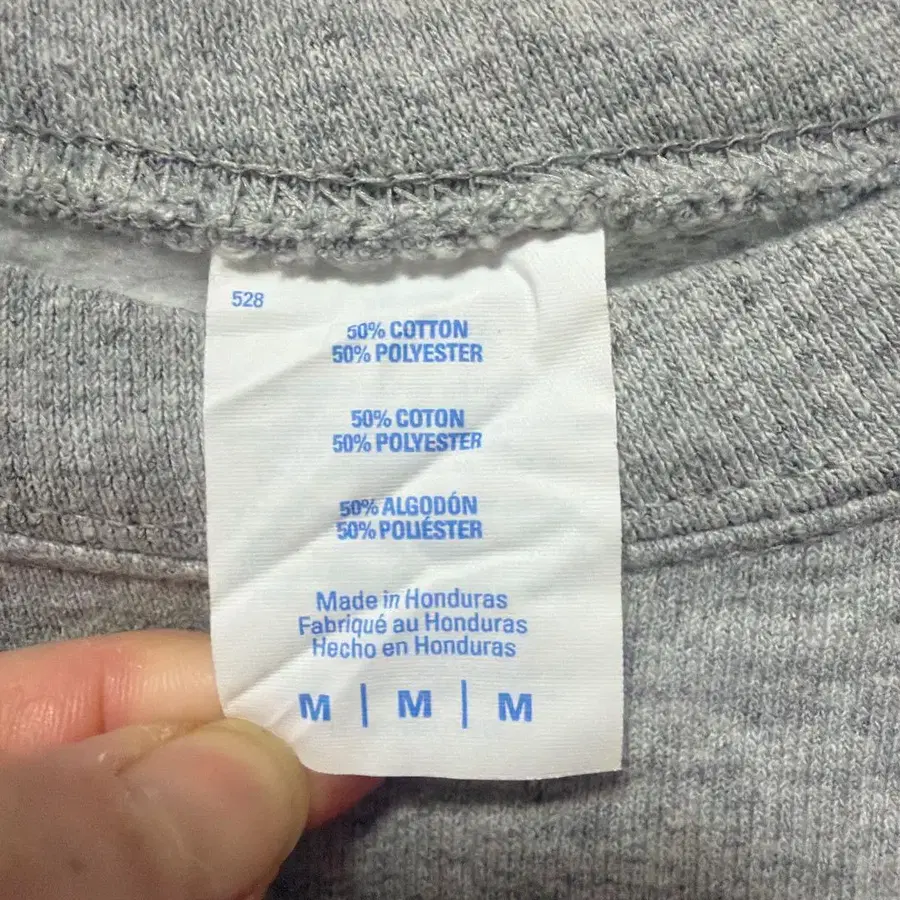 528
50% COTTON
50% POLYESTER
50% COTON
50% POLYESTER
50% ALGODÓN
50% POLIÉSTER
Made in Honduras
Fabriqué au Honduras
Hecho en Honduras
M | M | M